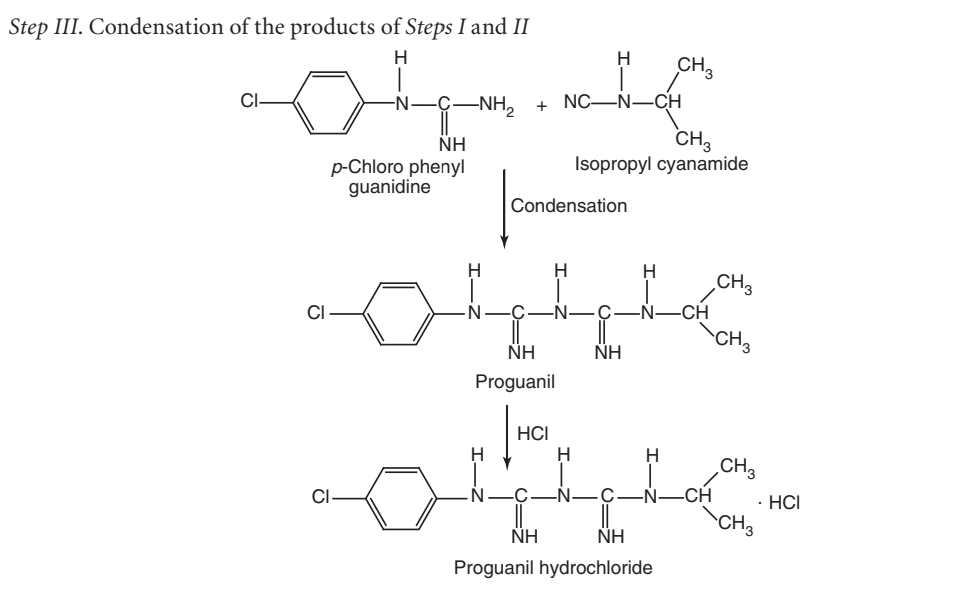 Step III. Condensation of the products of Steps I and II
H
H
CH3
Cl
N
C
NH2
+
NC
N
CH
NH
CH3
p-Chloro phenyl
guanidine
Isopropyl cyanamide
Condensation
H
H
H
CH3
Cl
N
C
N
C
N
CH
NH
NH
CH3
Proguanil
HCl
H
H
H
CH3
Cl
N
C
N
C
N
CH
· HCl
NH
NH
CH3
Proguanil hydrochloride